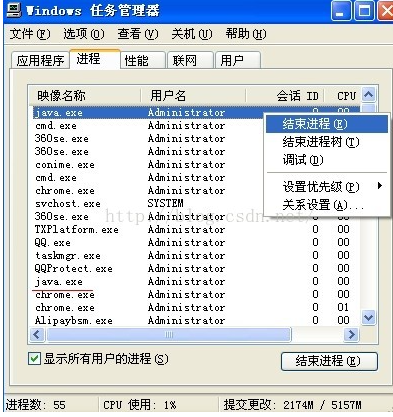 Windows 任务管理器
文件(F) 选项(O) 查看(V) 关机(U) 帮助(H)
应用程序 进程 性能 联网 用户
映像名称 用户名 会话 ID CPU
java.exe Administrator 0 00
cmd.exe Administrator
360se.exe Administrator
360se.exe Administrator
conime.exe Administrator
cmd.exe Administrator
chrome.exe Administrator
svchost.exe SYSTEM
360se.exe Administrator
TXPlatform.exe Administrator 0 00
QQ.exe Administrator 0 00
taskmgr.exe Administrator 0 00
QQProtect.exe Administrator 0 00
java.exe Administrator 0 00
chrome.exe Administrator 0 00
chrome.exe Administrator 0 01
Alipaybsm.exe Administrator 0 00
结束进程(E)
结束进程树(T)
调试(D)
设置优先级(P)
关系设置(A)...
显示所有用户的进程(S)
结束进程(E)
进程数: 55 CPU 使用: 1% 提交更改: 2174M / 5157M